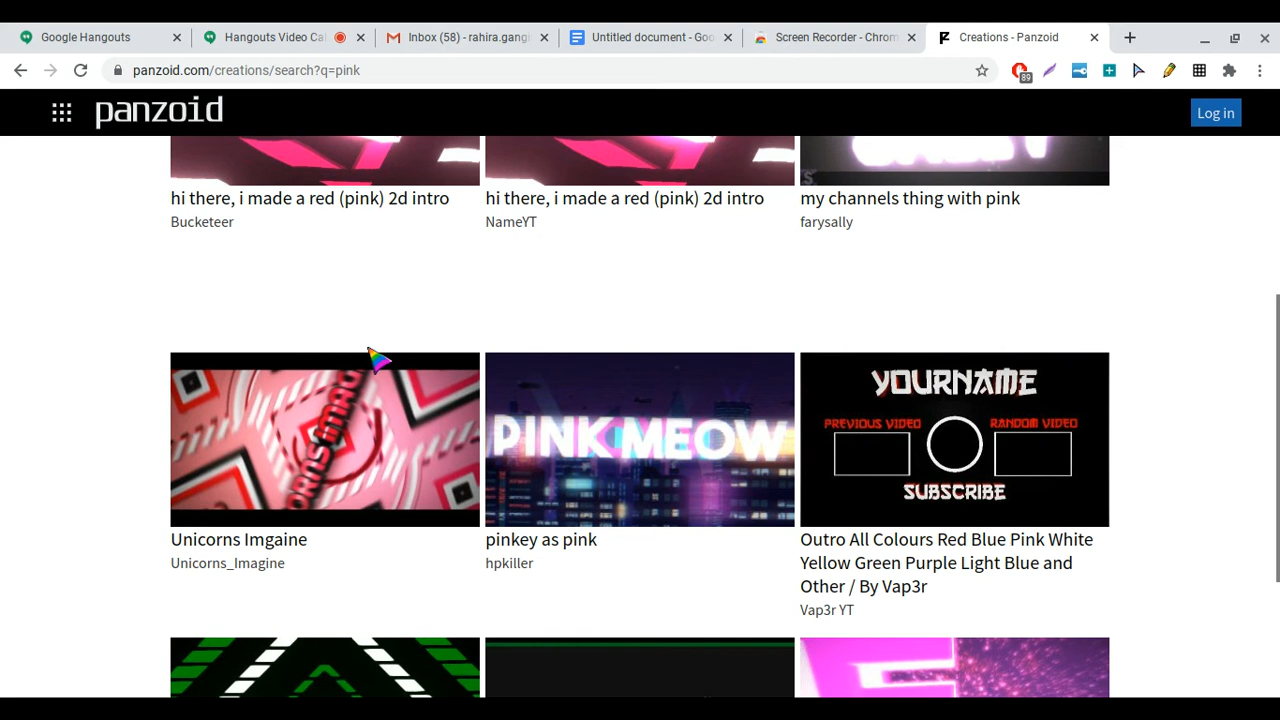 Google Hangouts
Hangouts Video Ca
Inbox (58) - rahira.gangi
Untitled document - Goo
Screen Recorder - Chrom
Creations - Panzoid
panzoid.com/creations/search?q=pink
89
panzoid
Log in
hi there, i made a red (pink) 2d intro
Bucketeer
hi there, i made a red (pink) 2d intro
NameYT
my channels thing with pink
farysally
PINK MEOW
YOURNAME
PREVIOUS VIDEO
RANDOM VIDEO
SUBSCRIBE
Unicorns Imgaine
Unicorns_Imagine
pinkey as pink
hpkiller
Outro All Colours Red Blue Pink White
Yellow Green Purple Light Blue and
Other / By Vap3r
Vap3r YT